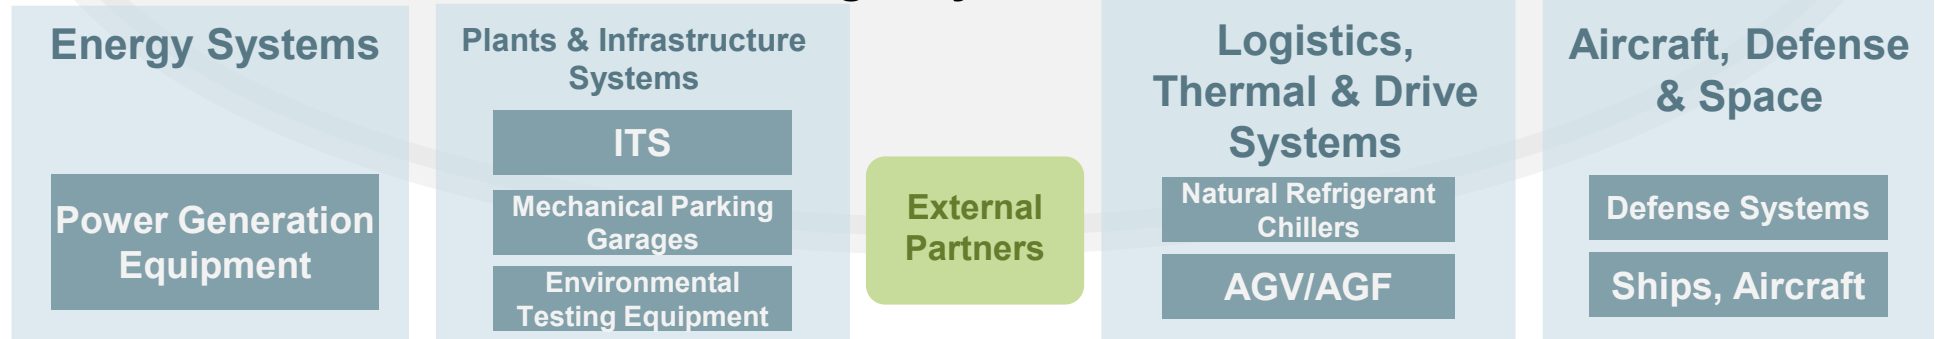 Energy Systems
Power Generation
Equipment
Plants & Infrastructure
Systems
ITS
Mechanical Parking
Garages
Environmental
Testing Equipment
External
Partners
Logistics,
Thermal & Drive
Systems
Natural Refrigerant
Chillers
AGV/AGF
Aircraft, Defense
& Space
Defense Systems
Ships, Aircraft